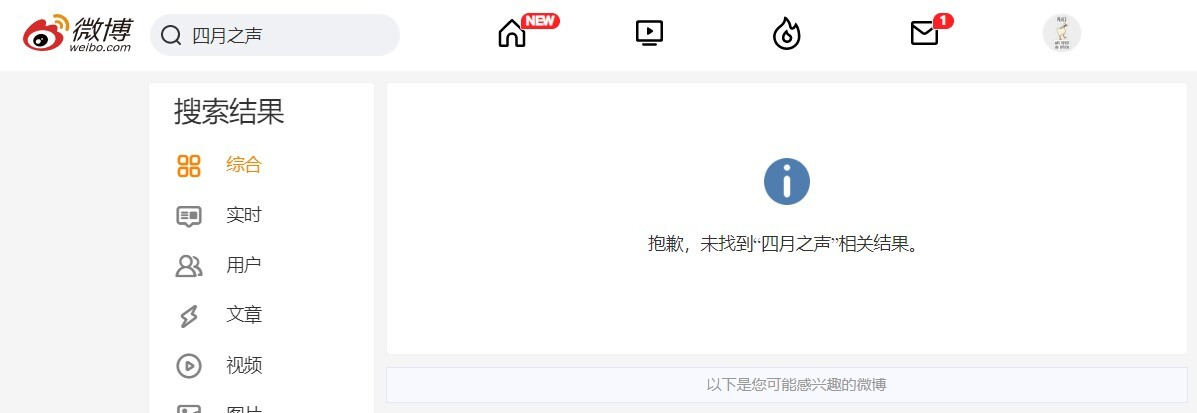 微博
weibo.com
四月之声
NEW
1
搜索结果
综合
实时
用户
文章
视频
图片
抱歉，未找到“四月之声”相关结果。
以下是您可能感兴趣的微博